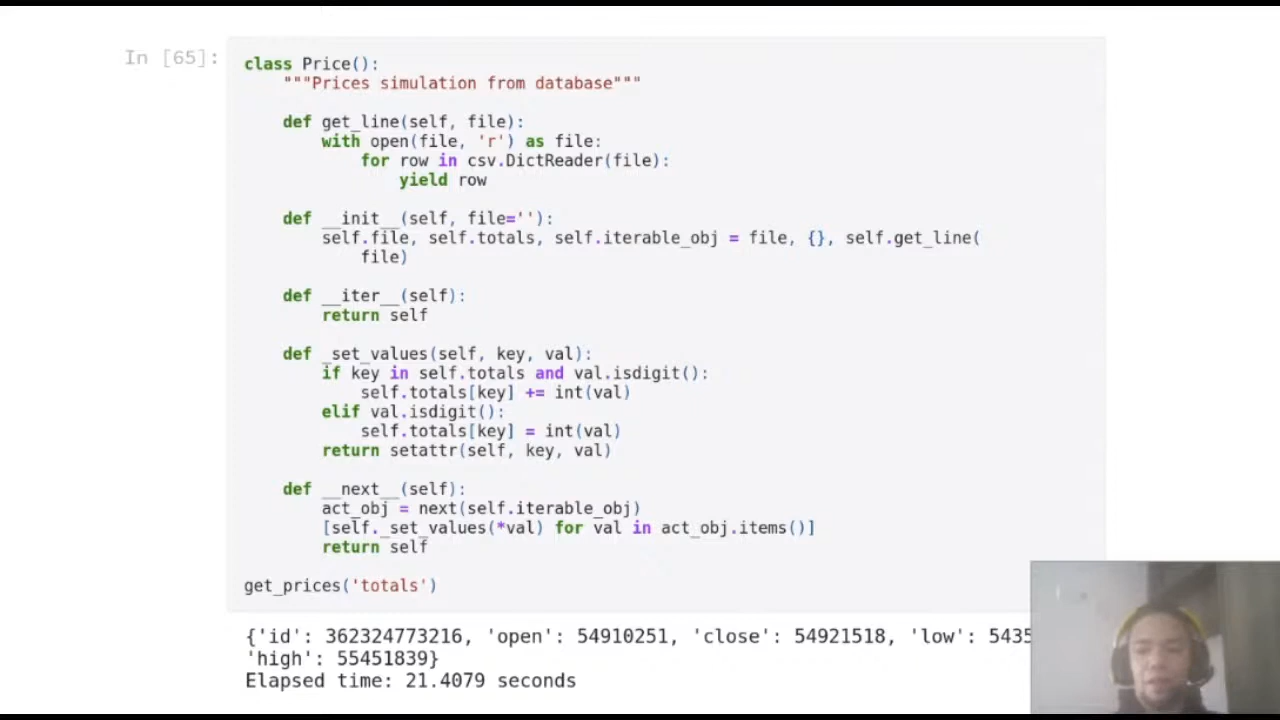 In [65]:
class Price():
    """Prices simulation from database"""
    def get_line(self, file):
        with open(file, 'r') as file:
            for row in csv.DictReader(file):
                yield row
    def __init__(self, file=''):
        self.file, self.totals, self.iterable_obj = file, {}, self.get_line(
            file)
    def __iter__(self):
        return self
    def _set_values(self, key, val):
        if key in self.totals and val.isdigit():
            self.totals[key] += int(val)
        elif val.isdigit():
            self.totals[key] = int(val)
        return setattr(self, key, val)
    def __next__(self):
        act_obj = next(self.iterable_obj)
        [self._set_values(*val) for val in act_obj.items()]
        return self
get_prices('totals')
{'id': 362324773216, 'open': 54910251, 'close': 54921518, 'low': 5435
'high': 55451839}
Elapsed time: 21.4079 seconds